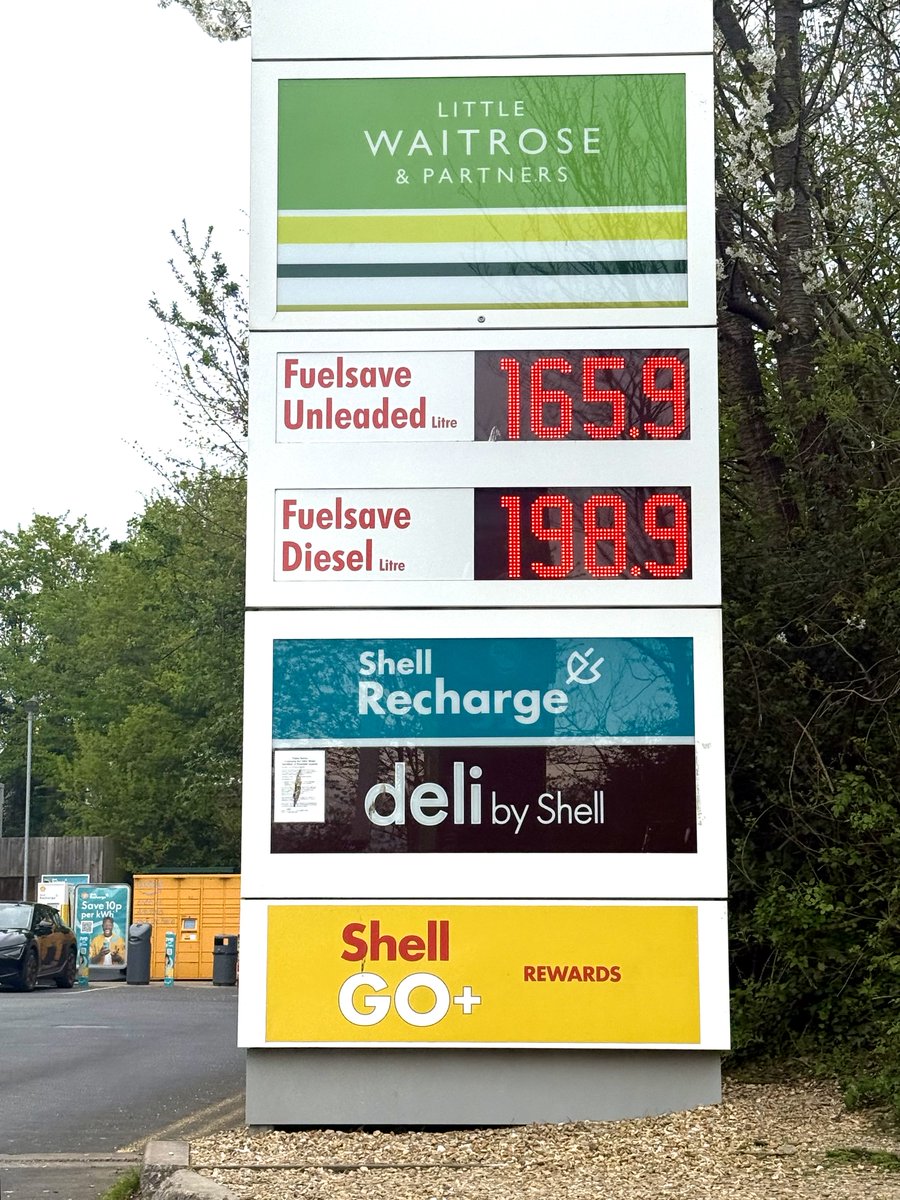 LITTLE
WAITROSE
& PARTNERS
Fuelsave
Unleaded Litre
165.9
Fuelsave
Diesel Litre
198.9
Shell
Recharge
deli by Shell
Shell
GO+
REWARDS
Save 10p
per kWh